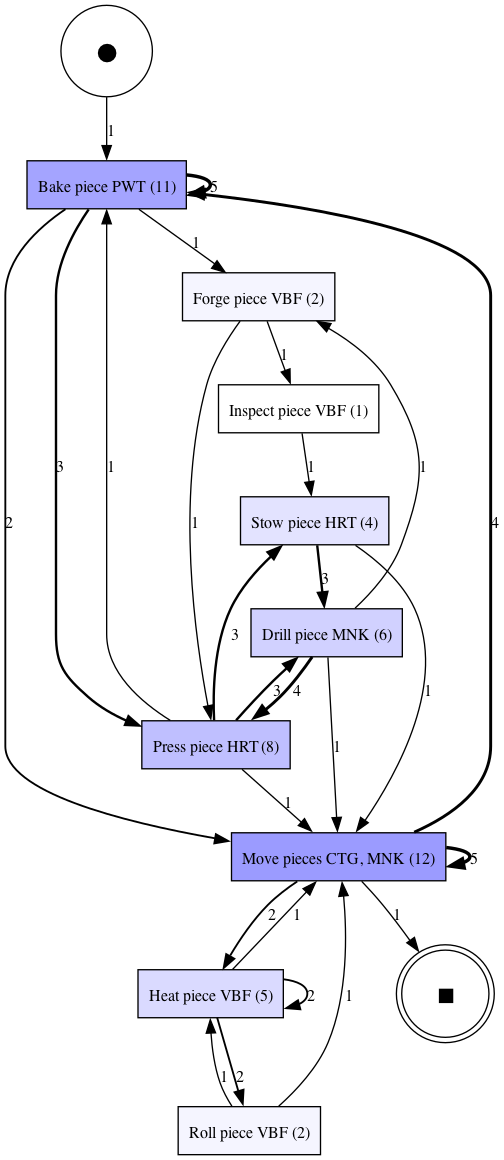 1
Bake piece PWT (11)
5
1
Forge piece VBF (2)
1
Inspect piece VBF (1)
3
1
1
1
2
1
4
Stow piece HRT (4)
3
Drill piece MNK (6)
3
3
4
1
1
Press piece HRT (8)
1
Move pieces CTG, MNK (12)
5
2
1
1
Heat piece VBF (5)
2
1
1
2
Roll piece VBF (2)